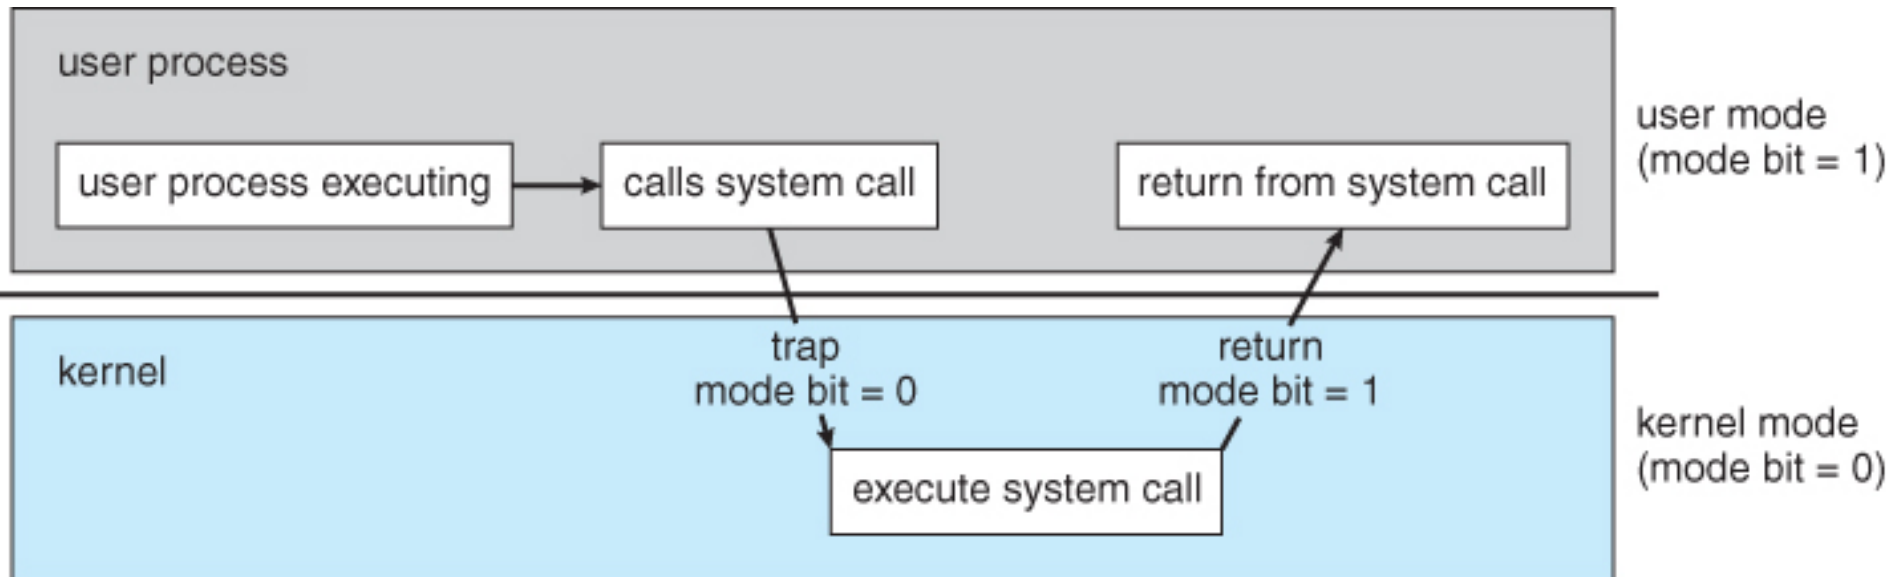 user process
user mode
(mode bit = 1)
user process executing
calls system call
return from system call
kernel
trap
mode bit = 0
return
mode bit = 1
kernel mode
(mode bit = 0)
execute system call